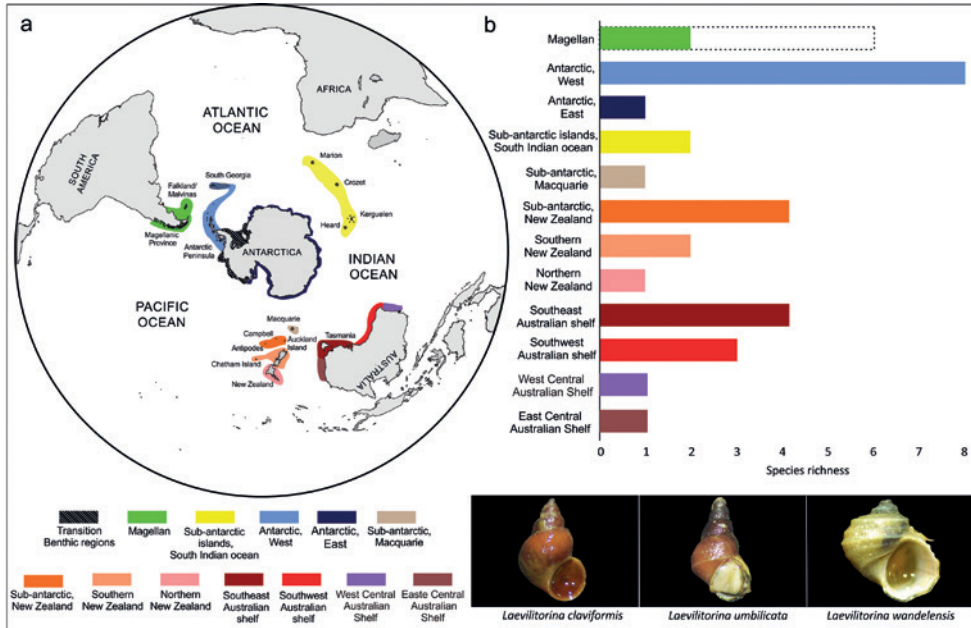 a
AFRICA
ATLANTIC
OCEAN
SOUTH
AMERICA
Falkland/
Malvinas
Magellanic
Province
South Georgia
Antarctic
Peninsula
ANTARCTICA
Marion
Crozet
Kerguelen
Heard
INDIAN
OCEAN
PACIFIC
OCEAN
Macquarie
Campbell
Antipodes
Auckland
Island
Chatham Island
New Zealand
Tasmania
AUSTRALIA
Transition
Benthic regions
Magellan
Sub-antarctic
islands,
South Indian ocean
Antarctic,
West
Antarctic,
East
Sub-antarctic,
Macquarie
Sub-antarctic,
New Zealand
Southern
New Zealand
Northern
New Zealand
Southeast
Australian
shelf
Southwest
Australian
shelf
West Central
Australian
Shelf
Easte Central
Australian
Shelf
b
Magellan
Antarctic,
West
Antarctic,
East
Sub-antarctic islands,
South Indian ocean
Sub-antarctic,
Macquarie
Sub-antarctic,
New Zealand
Southern
New Zealand
Northern
New Zealand
Southeast
Australian shelf
Southwest
Australian shelf
West Central
Australian Shelf
East Central
Australian Shelf
0 1 2 3 4 5 6 7 8
Species richness
Laevilitorina claviformis
Laevilitorina umbilicata
Laevilitorina wandelensis